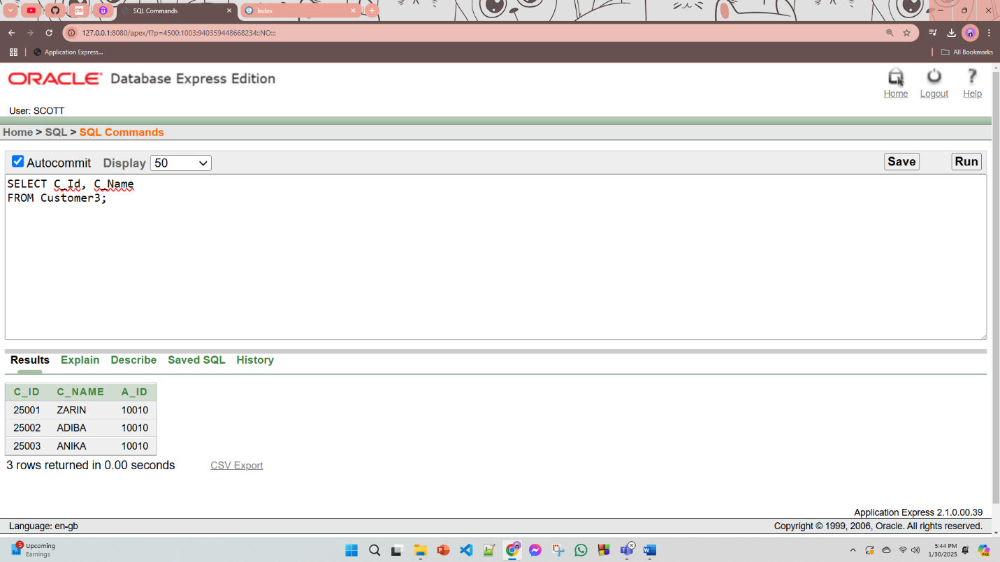 SQL Commands
Index
127.0.0.1:8080/apex/f?p=4500:1003:940359448668234::NO:::
Application Express...
All Bookmarks
ORACLE Database Express Edition
Home Logout Help
User: SCOTT
Home > SQL > SQL Commands
Autocommit Display 50 Save Run
SELECT C_Id, C_Name
FROM Customer3;
Results Explain Describe Saved SQL History
C_ID C_NAME A_ID
25001 ZARIN 10010
25002 ADIBA 10010
25003 ANIKA 10010
3 rows returned in 0.00 seconds CSV Export
Application Express 2.1.0.00.39
Language: en-gb Copyright © 1999, 2006, Oracle. All rights reserved.
5 Upcoming
Earnings
5:44 PM
1/30/2025
PRE